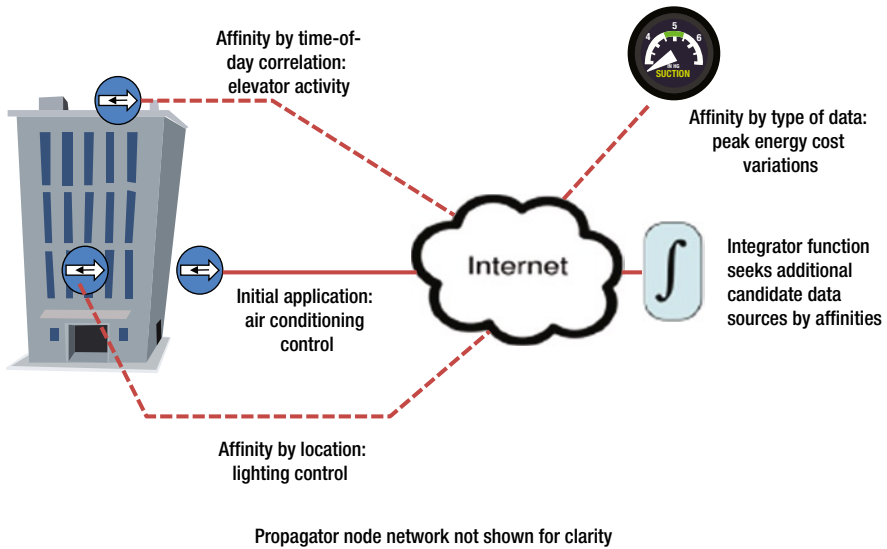 Affinity by time-of-
day correlation:
elevator activity
4 5 6
IN HG
SUCTION
Affinity by type of data:
peak energy cost
variations
Internet
∫
Integrator function
seeks additional
candidate data
sources by affinities
Initial application:
air conditioning
control
Affinity by location:
lighting control
Propagator node network not shown for clarity